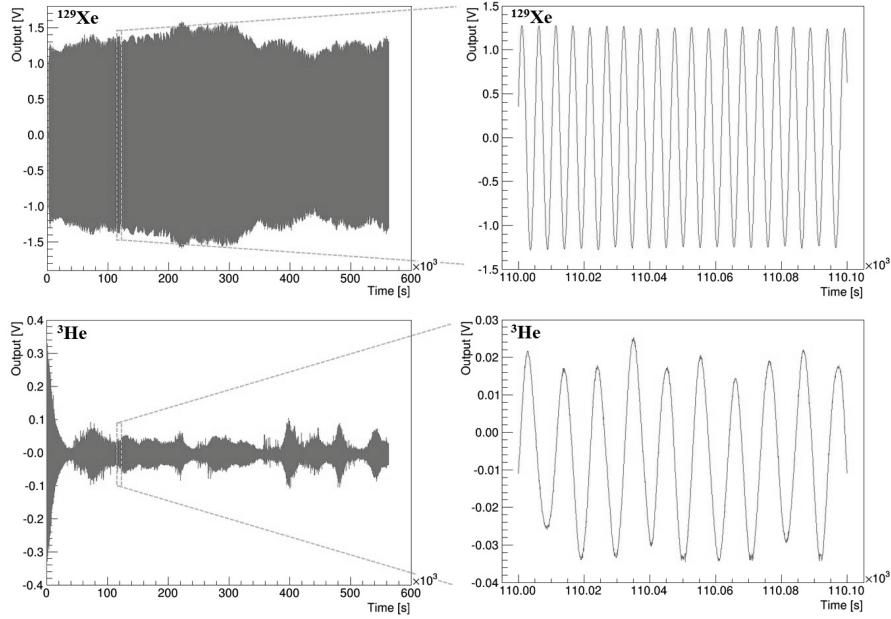 Output [V]
¹²⁹Xe
1.5
1.0
0.5
0.0
-0.5
-1.0
-1.5
0 100 200 300 400 500 600
×10³
Time [s]
Output [V]
¹²⁹Xe
1.5
1.0
0.5
0.0
-0.5
-1.0
-1.5
110.00 110.02 110.04 110.06 110.08 110.10
×10³
Time [s]
Output [V]
³He
0.4
0.3
0.2
0.1
-0.0
-0.1
-0.2
-0.3
-0.4
0 100 200 300 400 500 600
×10³
Time [s]
Output [V]
³He
0.03
0.02
0.01
0.00
-0.01
-0.02
-0.03
-0.04
110.00 110.02 110.04 110.06 110.08 110.10
×10³
Time [s]